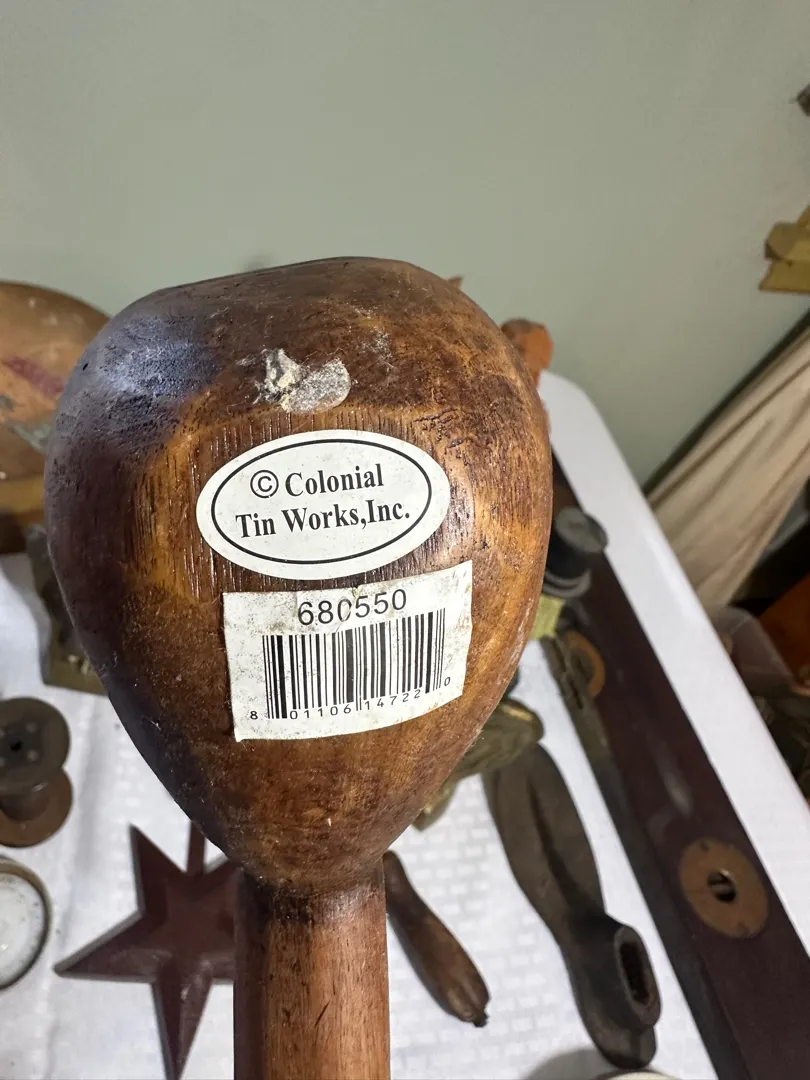 © Colonial
Tin Works,Inc.
680550
8 01106 14722 0